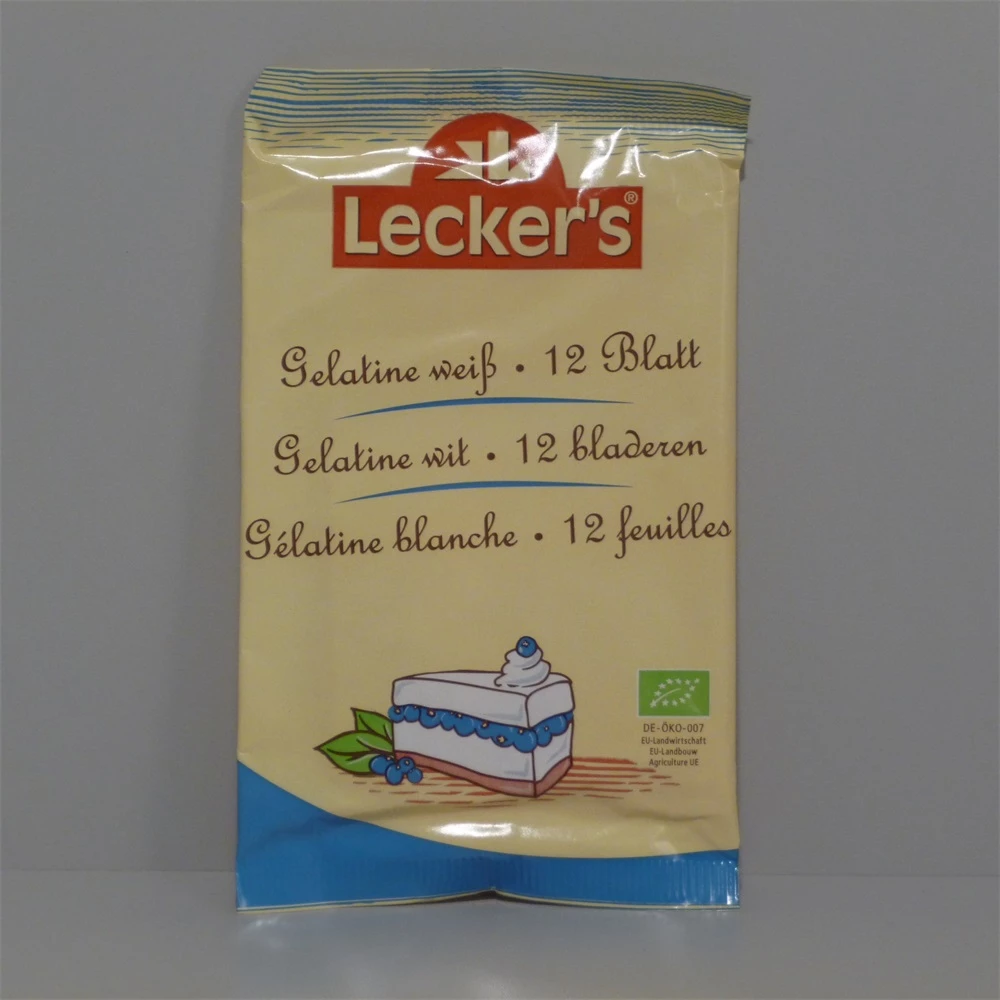 Lecker's®
Gelatine weiß • 12 Blatt
Gelatine wit • 12 bladeren
Gélatine blanche • 12 feuilles
DE-ÖKO-007
EU-Landwirtschaft
EU-Landbouw
Agriculture UE